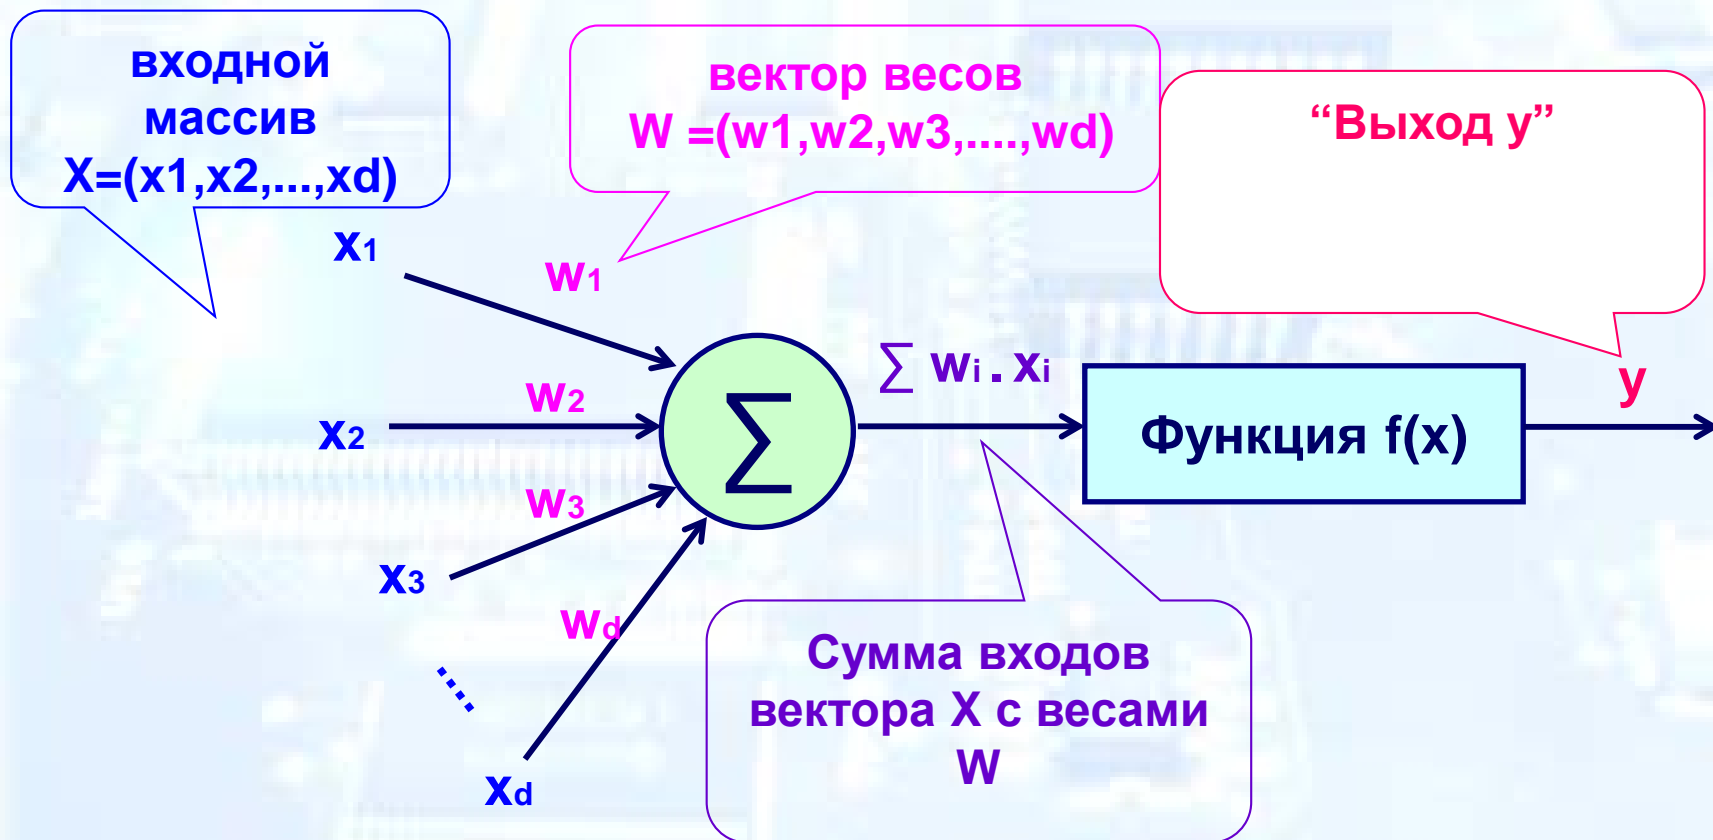 входной
массив
X=(x1,x2,...,xd)
вектор весов
W =(w1,w2,w3,....,wd)
“Выход y”
x1
w1
∑ wi . xi
y
w2
x2
∑
Функция f(x)
w3
x3
wd
Сумма входов
вектора X с весами
W
xd